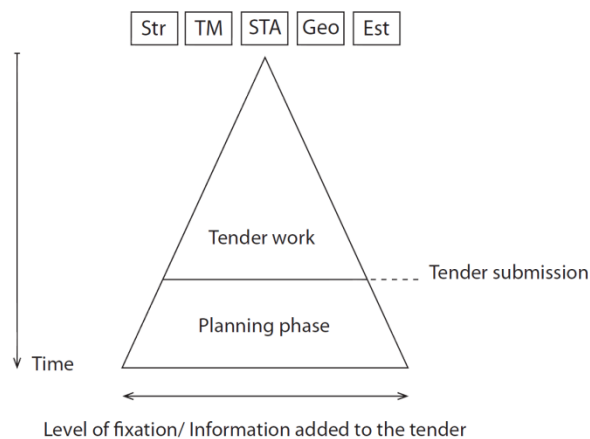 Str TM STA Geo Est
Tender work
Tender submission
Planning phase
Time
Level of fixation/ Information added to the tender